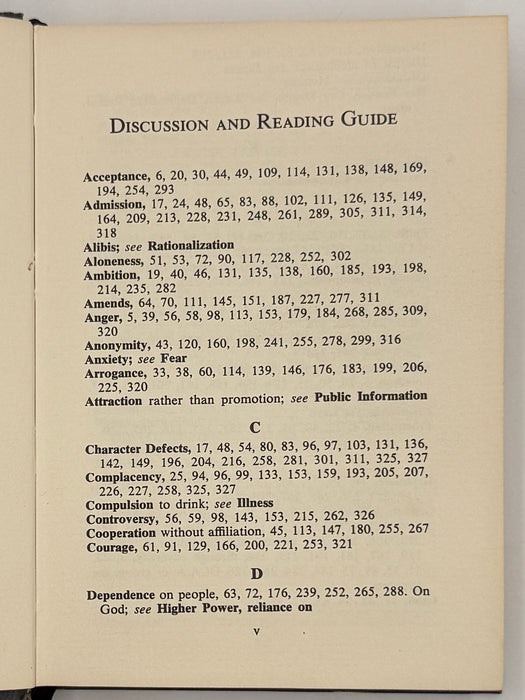 DISCUSSION AND READING GUIDE
Acceptance, 6, 20, 30, 44, 49, 109, 114, 131, 138, 148, 169,
194, 254, 293
Admission, 17, 24, 48, 65, 83, 88, 102, 111, 126, 135, 149,
164, 209, 213, 228, 231, 248, 261, 289, 305, 311, 314,
318
Alibis; see Rationalization
Aloneness, 51, 53, 72, 90, 117, 228, 252, 302
Ambition, 19, 40, 46, 131, 135, 138, 160, 185, 193, 198,
214, 235, 282
Amends, 64, 70, 111, 145, 151, 187, 227, 277, 311
Anger, 5, 39, 56, 58, 98, 113, 153, 179, 184, 268, 285, 309,
320
Anonymity, 43, 120, 160, 198, 241, 255, 278, 299, 316
Anxiety; see Fear
Arrogance, 33, 38, 60, 114, 139, 146, 176, 183, 199, 206,
225, 320
Attraction rather than promotion; see Public Information
C
Character Defects, 17, 48, 54, 80, 83, 96, 97, 103, 131, 136,
142, 149, 196, 204, 216, 258, 281, 301, 311, 325, 327
Complacency, 25, 94, 96, 99, 133, 153, 159, 193, 205, 207,
226, 227, 258, 325, 327
Compulsion to drink; see Illness
Controversy, 56, 59, 98, 143, 153, 215, 262, 326
Cooperation without affiliation, 45, 113, 147, 180, 255, 267
Courage, 61, 91, 129, 166, 200, 221, 253, 321
D
Dependence on people, 63, 72, 176, 239, 252, 265, 288. On
God; see Higher Power, reliance on
v